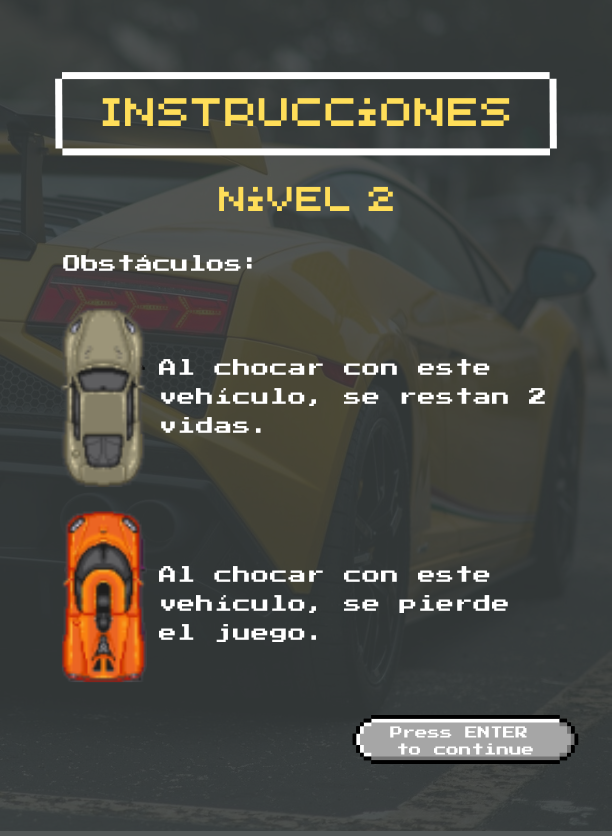 INSTRUCCiONES
NiVEL 2
Obstáculos:
Al chocar con este
vehículo, se restan 2
vidas.
Al chocar con este
vehículo, se pierde
el juego.
Press ENTER
to continue